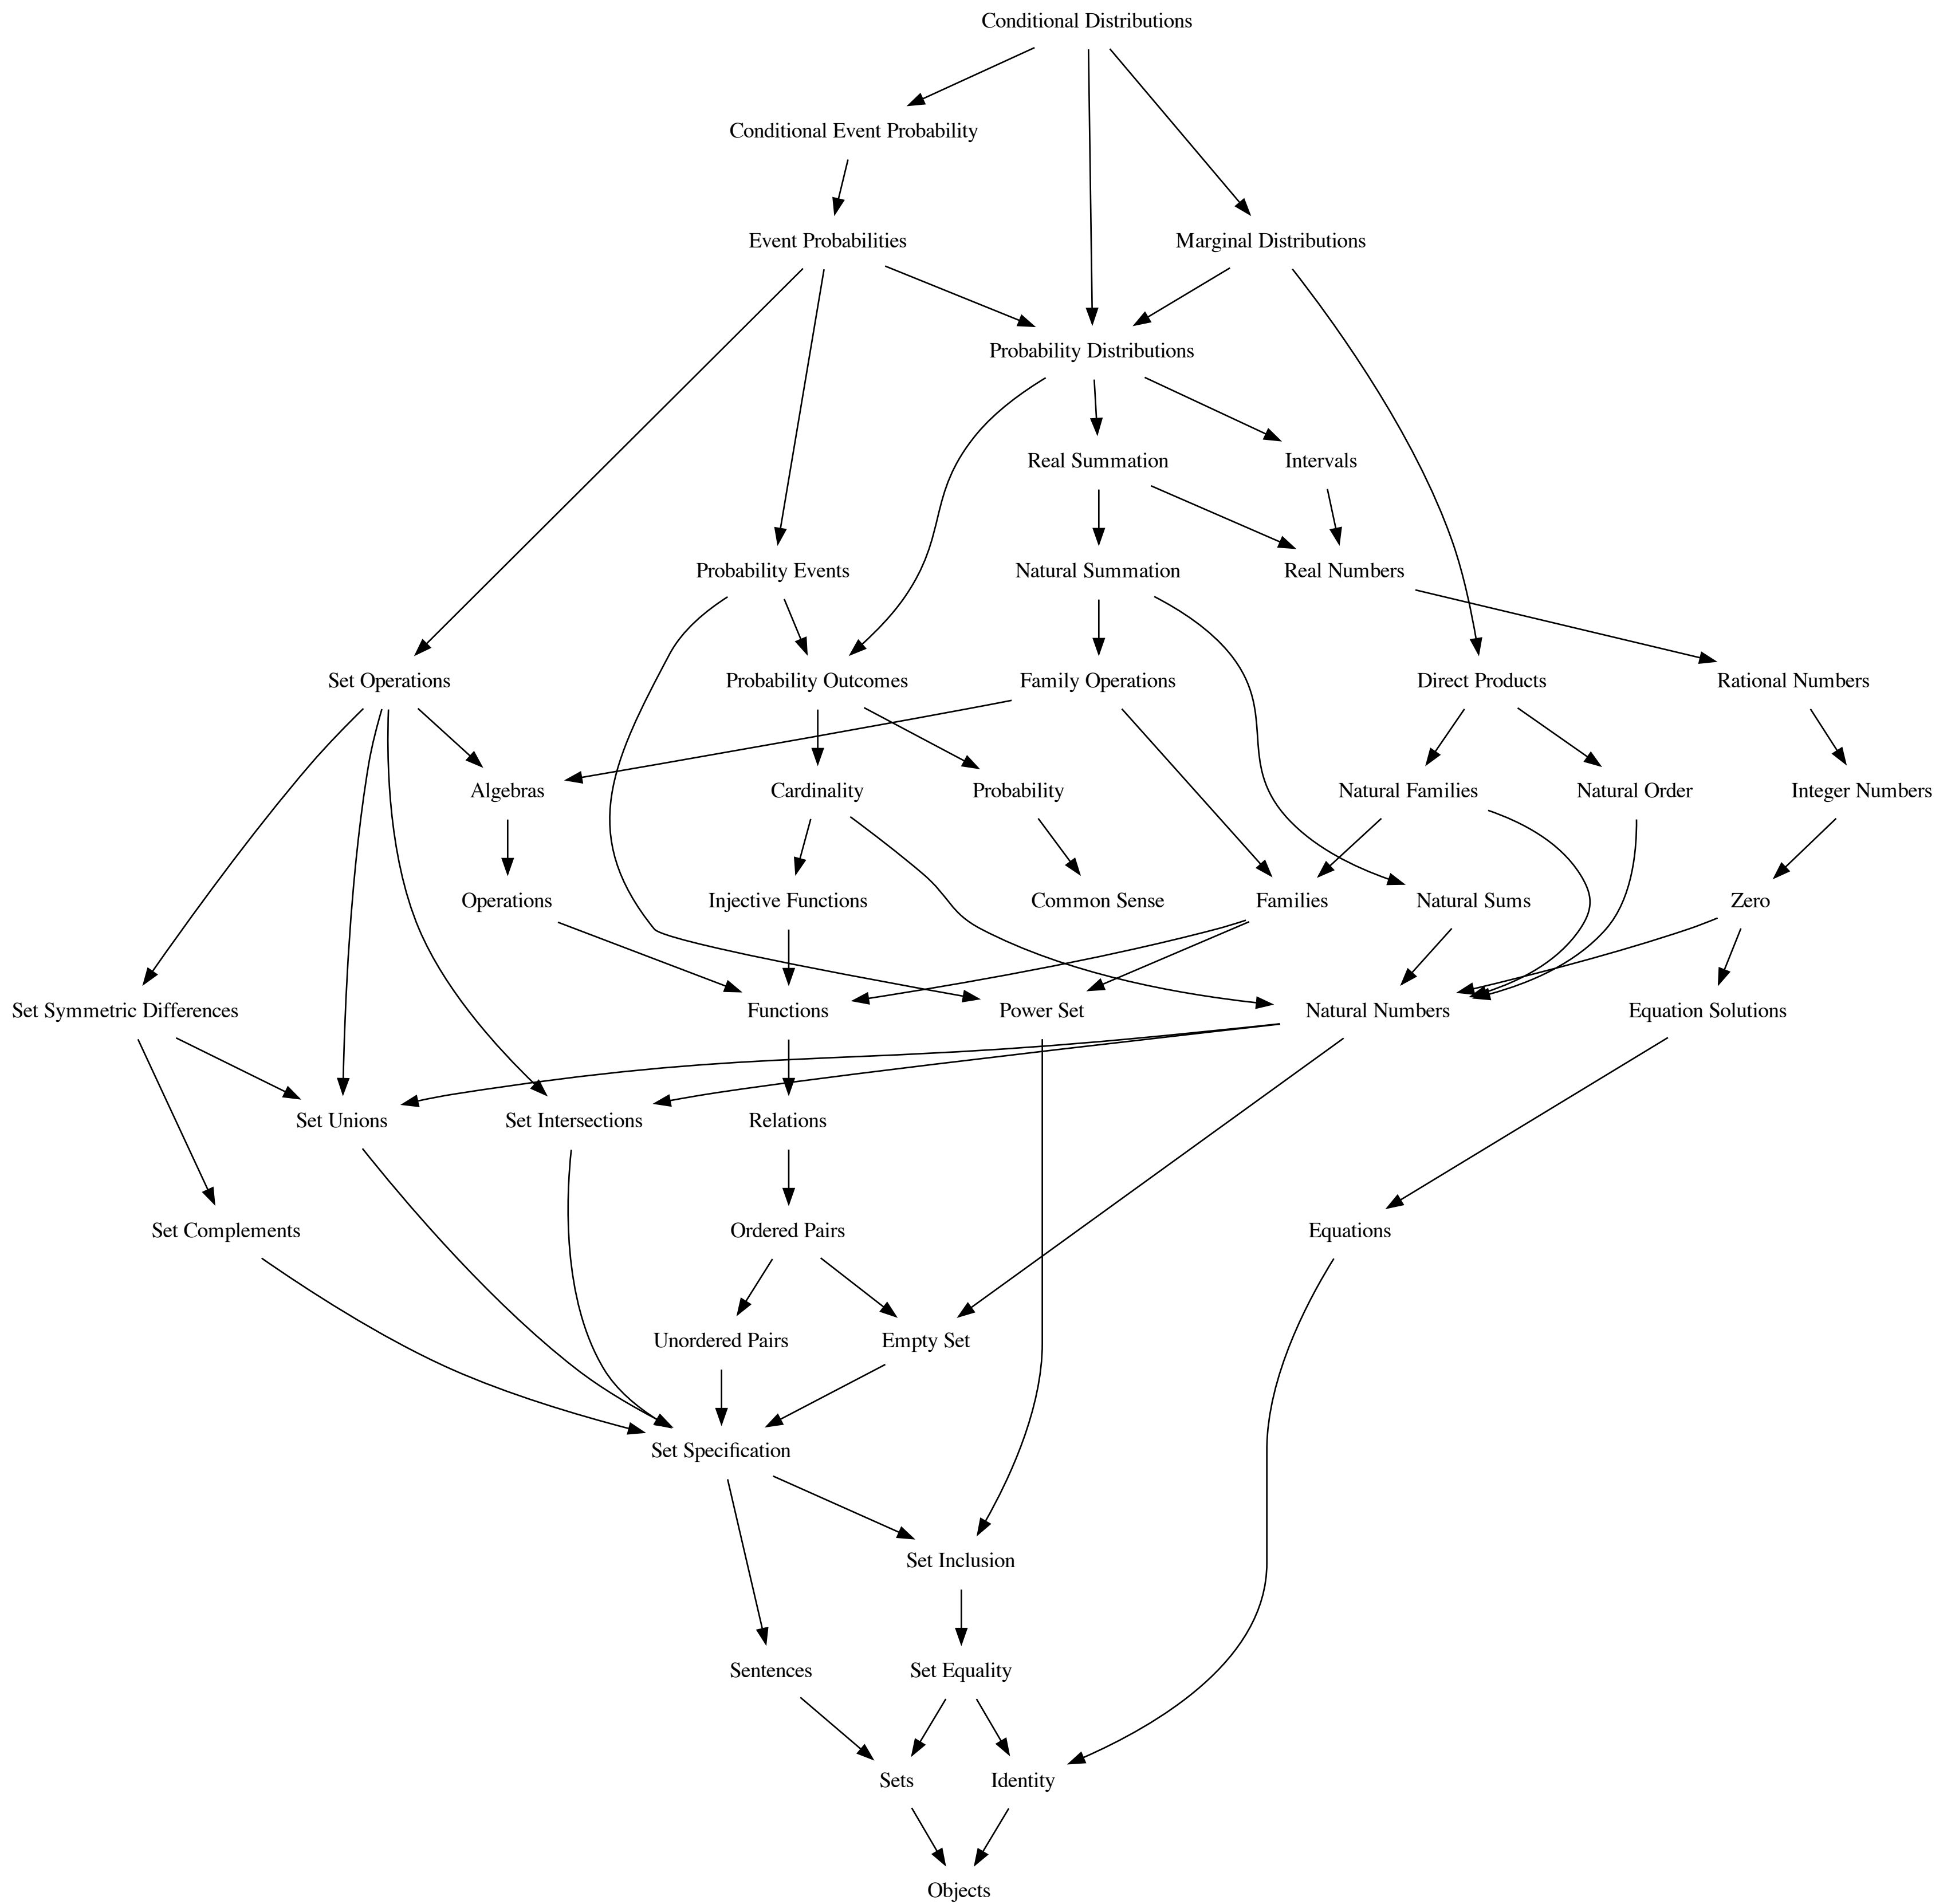 Conditional Distributions
Conditional Event Probability
Event Probabilities
Marginal Distributions
Probability Distributions
Real Summation
Intervals
Probability Events
Natural Summation
Real Numbers
Set Operations
Probability Outcomes
Family Operations
Direct Products
Rational Numbers
Algebras
Cardinality
Probability
Natural Families
Natural Order
Integer Numbers
Operations
Injective Functions
Common Sense
Families
Natural Sums
Zero
Set Symmetric Differences
Functions
Power Set
Natural Numbers
Equation Solutions
Set Unions
Set Intersections
Relations
Set Complements
Ordered Pairs
Equations
Unordered Pairs
Empty Set
Set Specification
Set Inclusion
Sentences
Set Equality
Sets
Identity
Objects